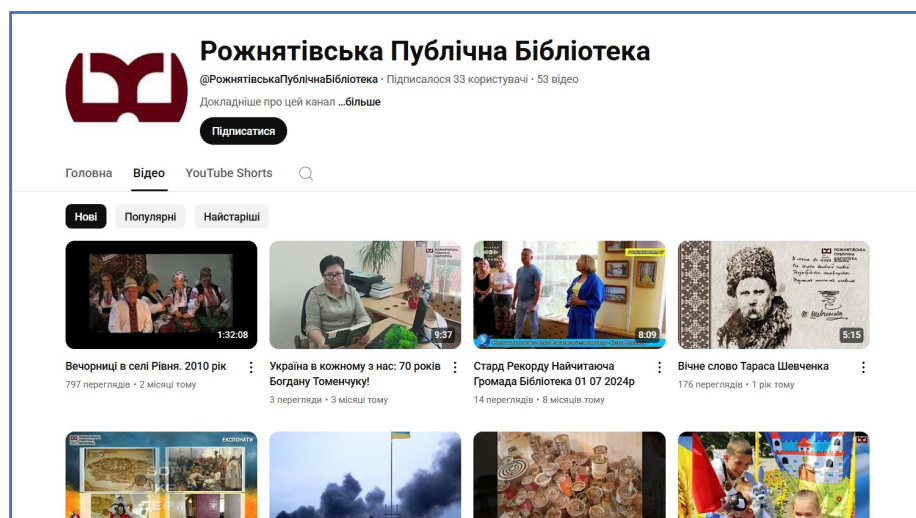 Рожнятівська Публічна Бібліотека
@РожнятівськаПублічнаБібліотека · Підписалося 33 користувачі · 53 відео
Докладніше про цей канал ...більше
Підписатися
Головна Відео YouTube Shorts
Нові Популярні Найстаріші
1:32:08 9:37 8:09 5:15
Вечорниці в селі Рівня. 2010 рік
797 переглядів · 2 місяці тому
Україна в кожному з нас: 70 років
Богдану Томенчуку!
3 перегляди · 3 місяці тому
Стард Рекорду Найчитаюча
Громада Бібліотека 01 07 2024р
14 переглядів · 8 місяців тому
Вічне слово Тараса Шевченка
176 переглядів · 1 рік тому
ЕКСПОНАТИ